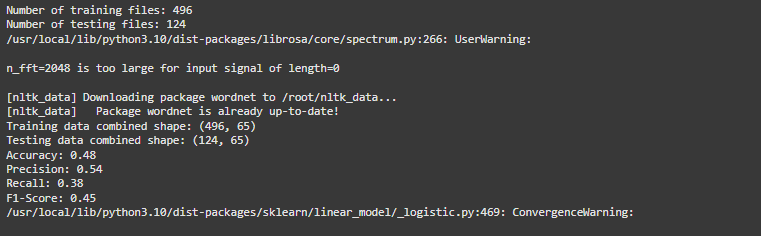 Number of training files: 496
Number of testing files: 124
/usr/local/lib/python3.10/dist-packages/librosa/core/spectrum.py:266: UserWarning:
n_fft=2048 is too large for input signal of length=0
[nltk_data] Downloading package wordnet to /root/nltk_data...
[nltk_data]   Package wordnet is already up-to-date!
Training data combined shape: (496, 65)
Testing data combined shape: (124, 65)
Accuracy: 0.48
Precision: 0.54
Recall: 0.38
F1-Score: 0.45
/usr/local/lib/python3.10/dist-packages/sklearn/linear_model/_logistic.py:469: ConvergenceWarning: